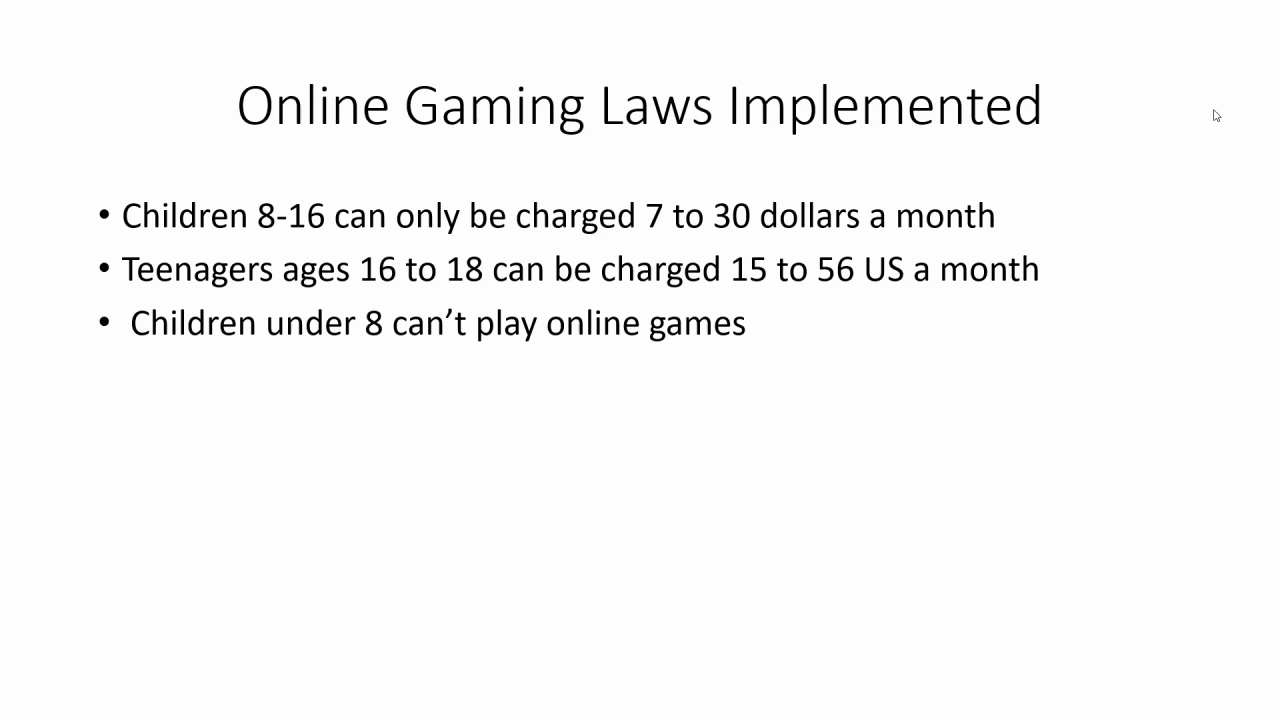 Online Gaming Laws Implemented
• Children 8-16 can only be charged 7 to 30 dollars a month
• Teenagers ages 16 to 18 can be charged 15 to 56 US a month
• Children under 8 can’t play online games